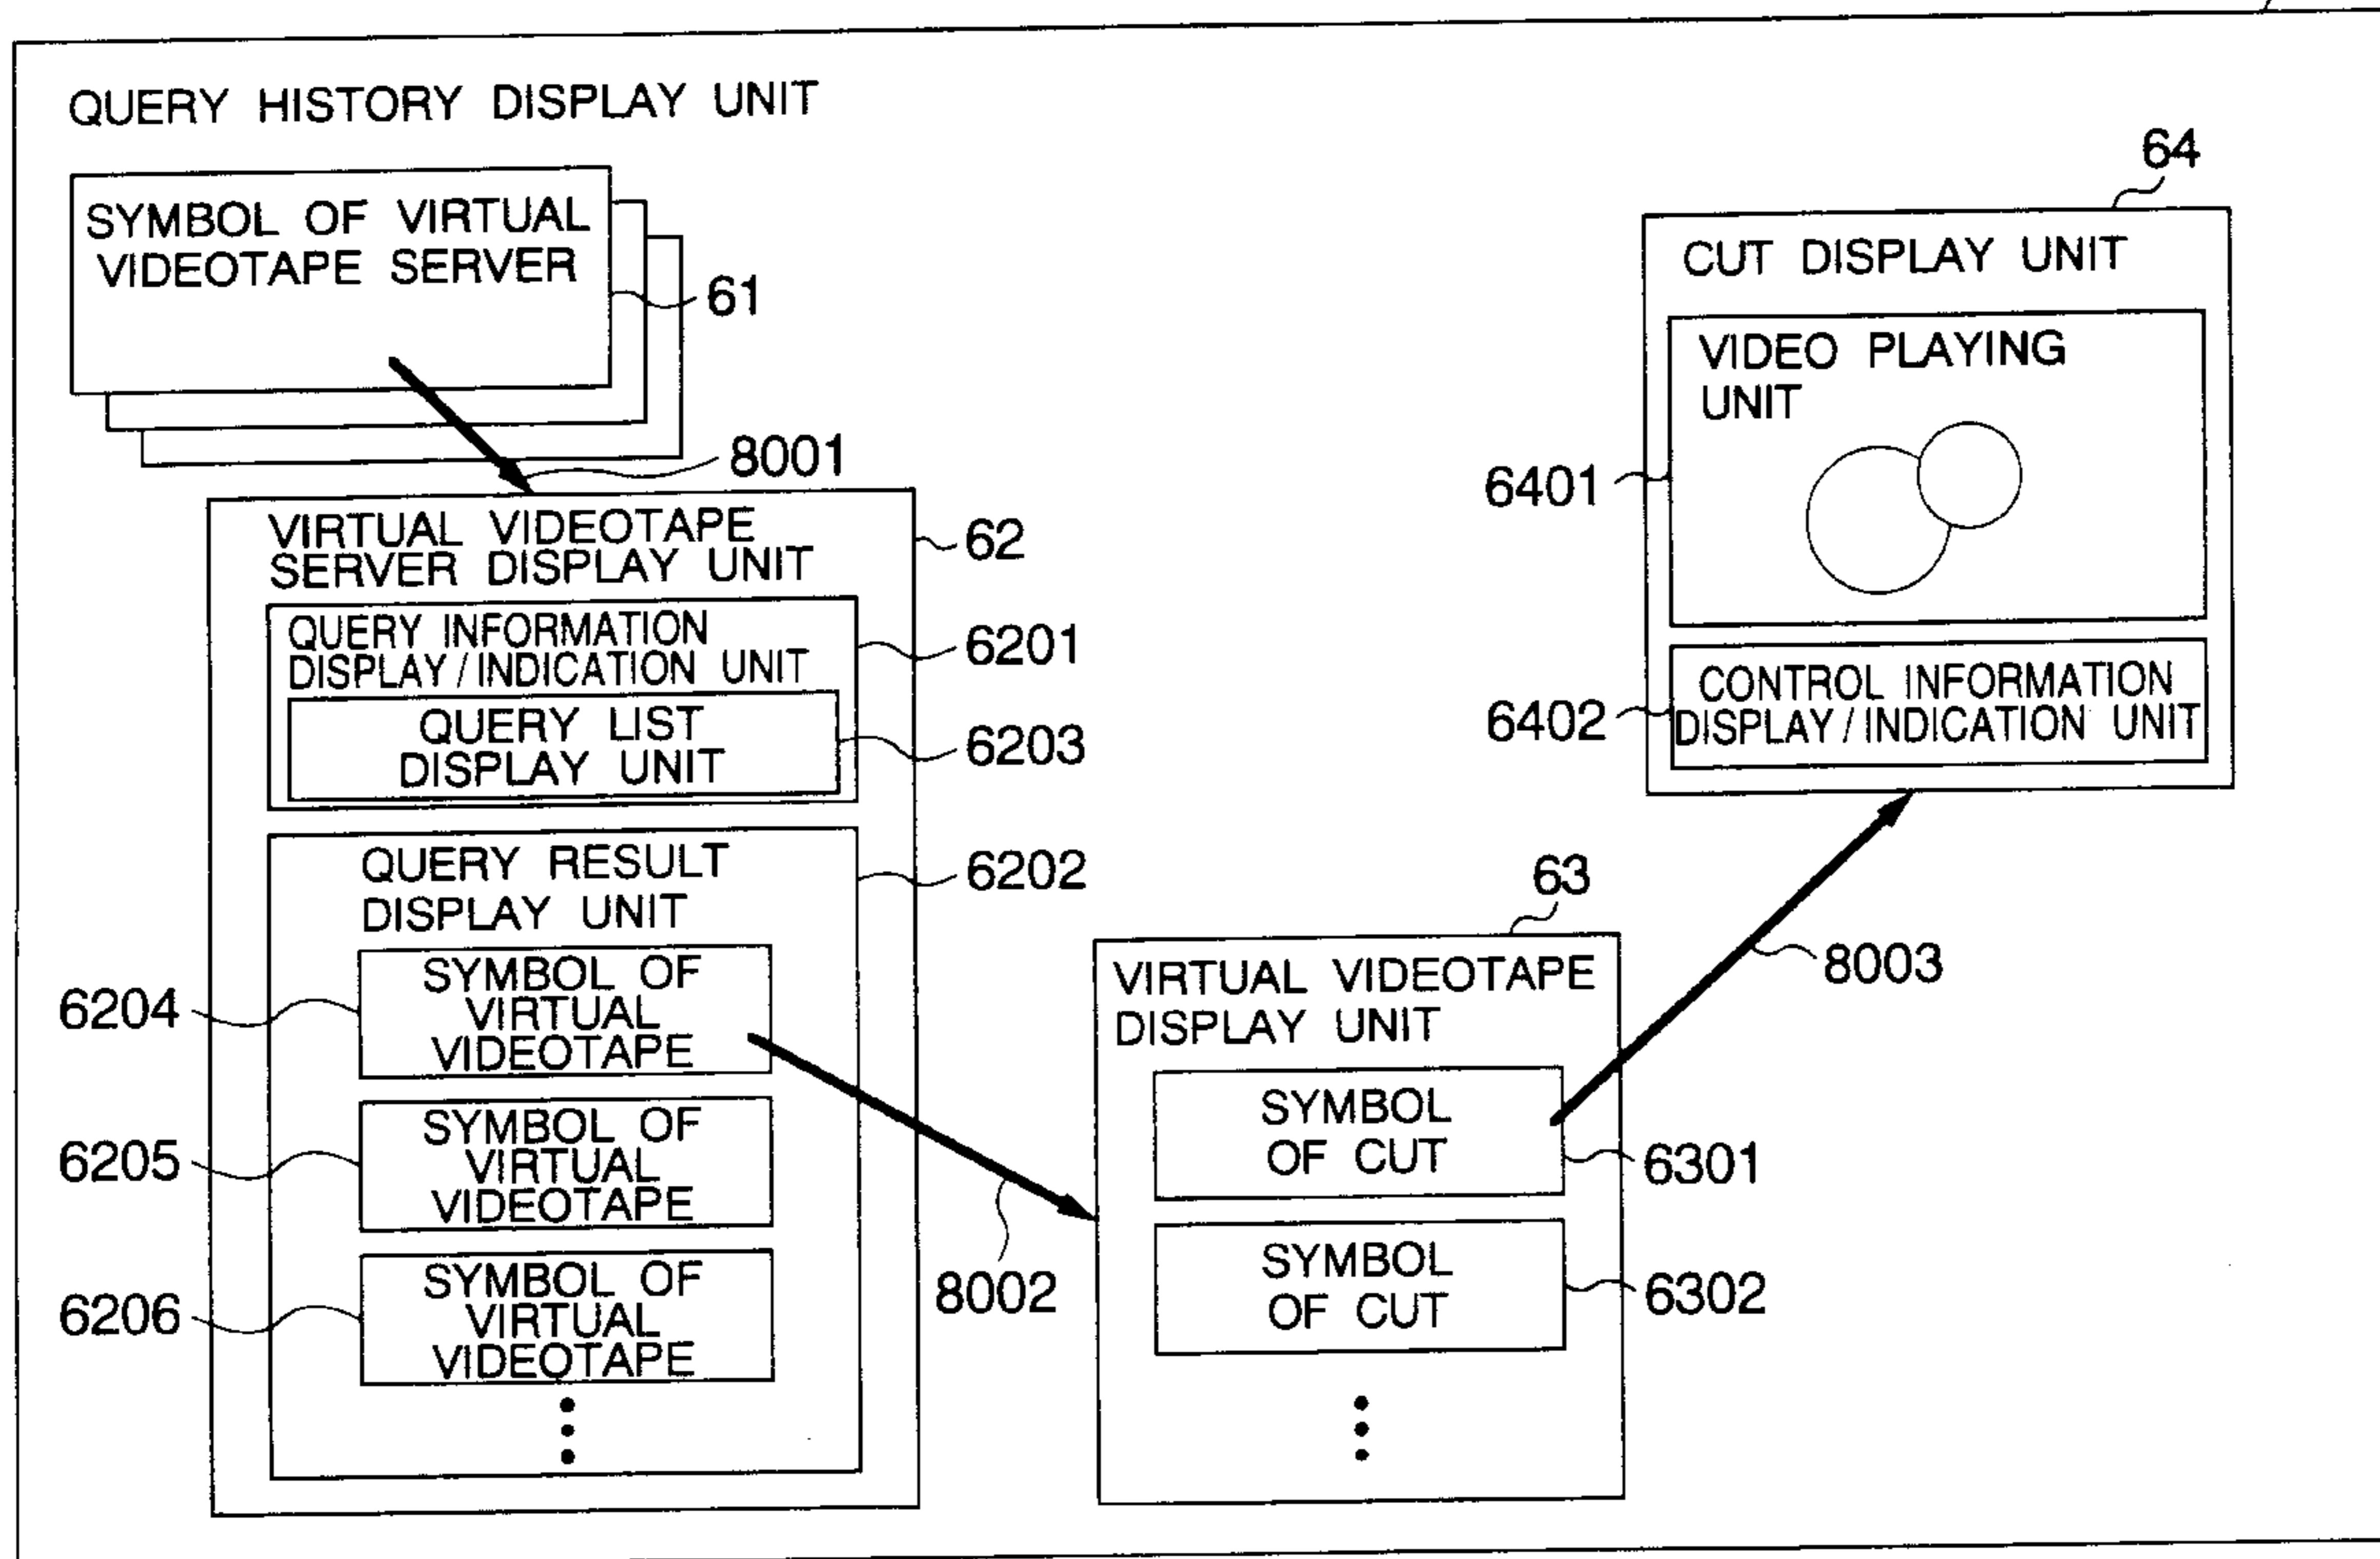 QUERY HISTORY DISPLAY UNIT
SYMBOL OF VIRTUAL
VIDEOTAPE SERVER
61
8001
VIRTUAL VIDEOTAPE
SERVER DISPLAY UNIT
62
QUERY INFORMATION
DISPLAY/INDICATION UNIT
6201
QUERY LIST
DISPLAY UNIT
6203
QUERY RESULT
DISPLAY UNIT
6202
SYMBOL OF
VIRTUAL
VIDEOTAPE
6204
SYMBOL OF
VIRTUAL
VIDEOTAPE
6205
SYMBOL OF
VIRTUAL
VIDEOTAPE
6206
8002
63
VIRTUAL VIDEOTAPE
DISPLAY UNIT
SYMBOL
OF CUT
6301
SYMBOL
OF CUT
6302
8003
64
CUT DISPLAY UNIT
VIDEO PLAYING
UNIT
6401
CONTROL INFORMATION
DISPLAY/INDICATION UNIT
6402